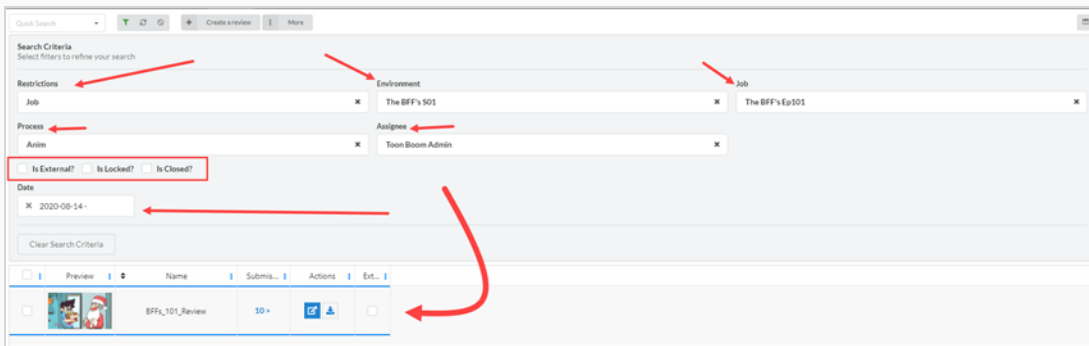 Quick Search
Create a review
More
Search Criteria
Select filters to refine your search
Restrictions
Environment
Job
Job
The BFF's S01
The BFF's Ep101
Process
Assignee
Anim
Toon Boom Admin
Is External? Is Locked? Is Closed?
Date
2020-08-14 -
Clear Search Criteria
Preview Name Submis... Actions Ext...
BFFs_101_Review 10